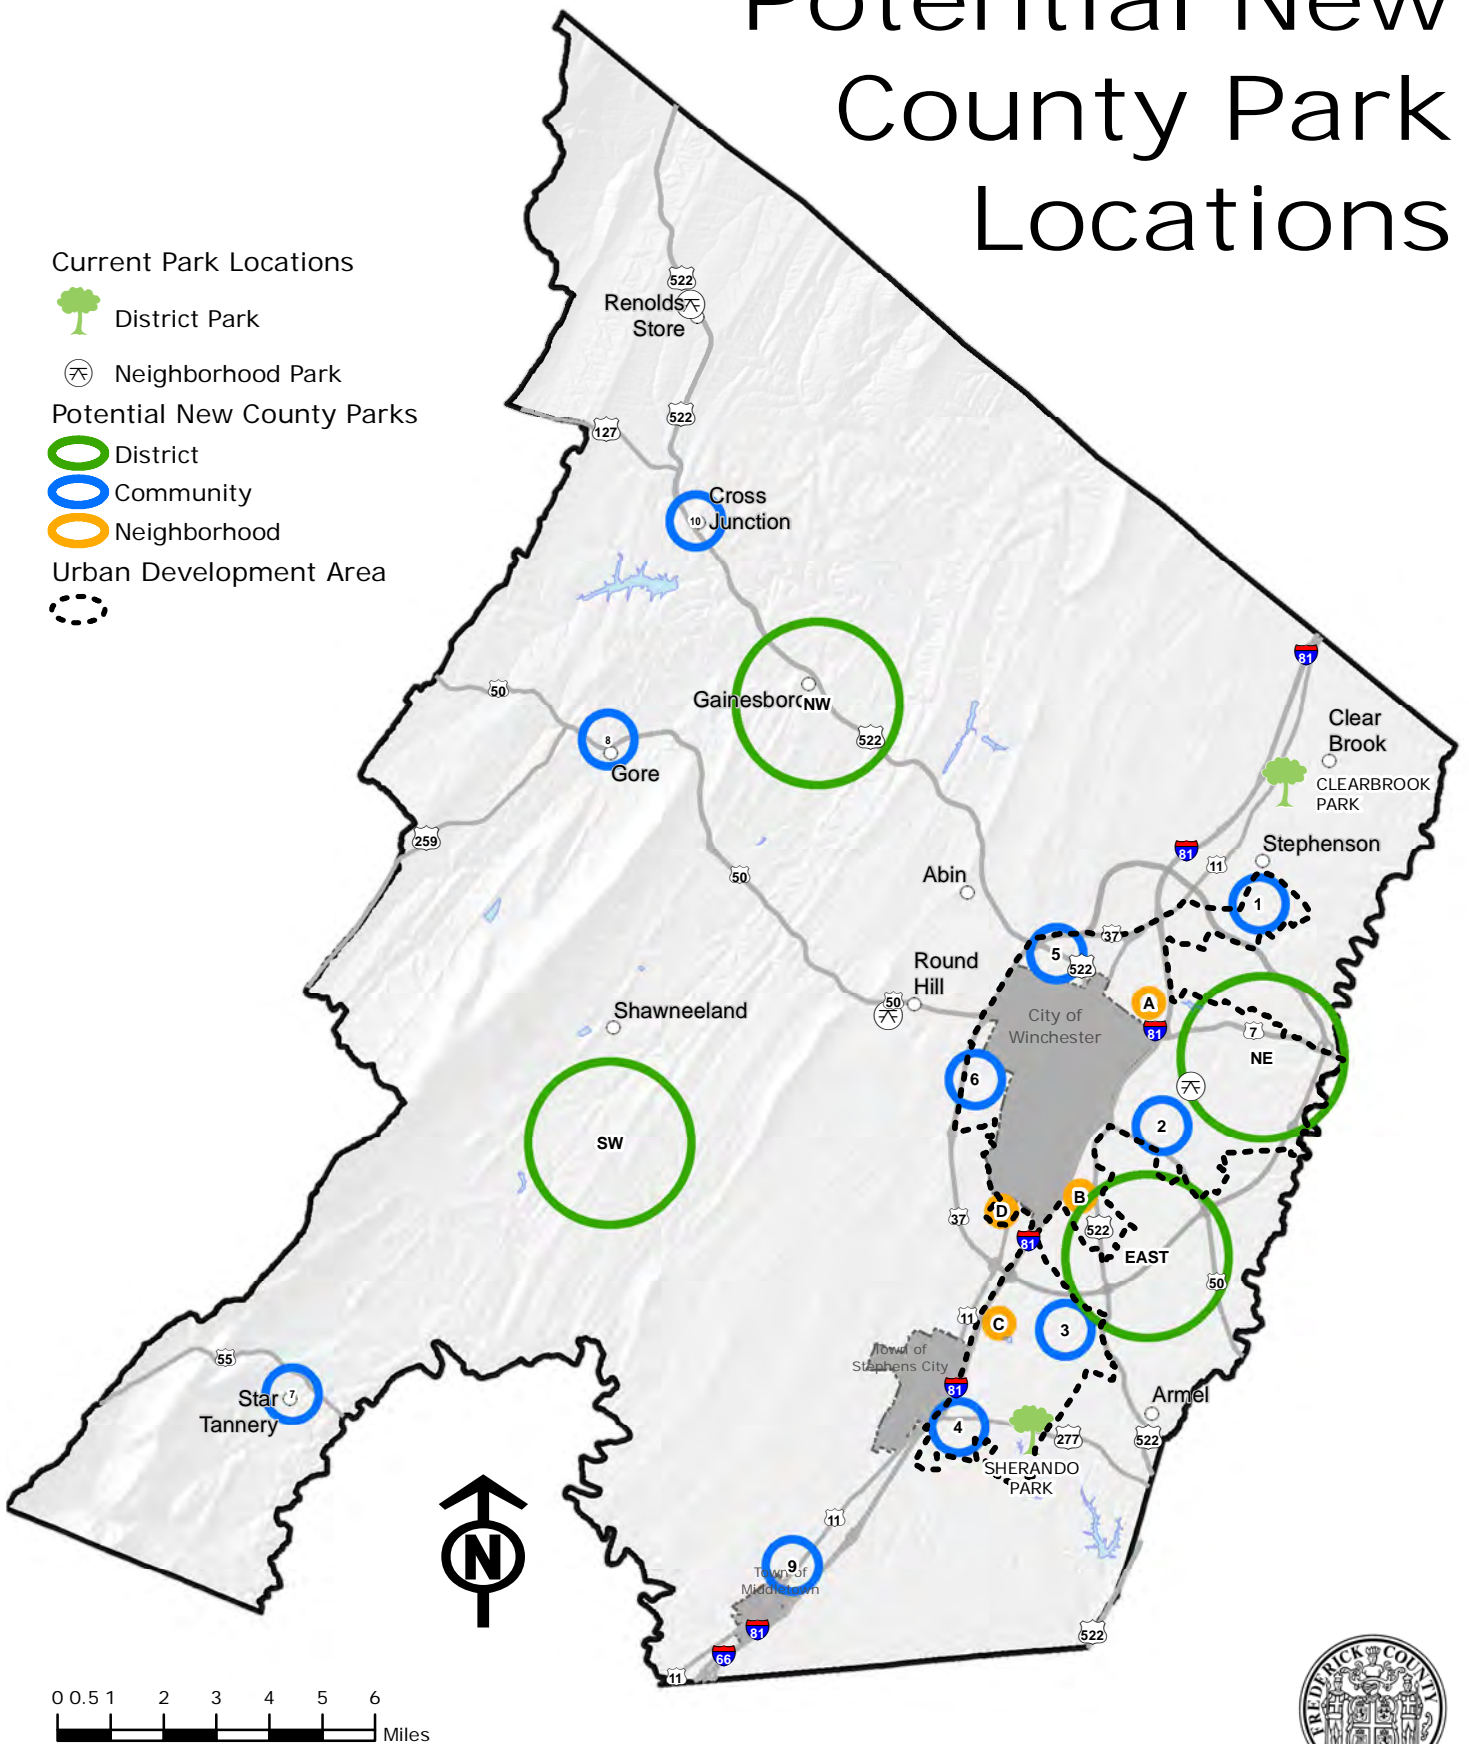 Potential New
County Park
Locations
Current Park Locations
District Park
Neighborhood Park
Potential New County Parks
District
Community
Neighborhood
Urban Development Area
522
Renolds
Store
522
127
Cross
Junction
10
81
50
Gainesboro
NW
522
8
Gore
Clear
Brook
CLEARBROOK
PARK
259
81
11
Stephenson
50
Abin
1
37
5
522
Round
Hill
50
Shawneeland
City of
Winchester
A
81
7
NE
6
2
SW
B
D
37
522
81
EAST
50
11
C
3
Town of
Stephens City
55
81
Star
Tannery
7
Armel
4
277
522
SHERANDO
PARK
N
11
9
Town of
Middletown
81
66
11
522
0 0.5 1 2 3 4 5 6
Miles
FREDERICK COUNTY